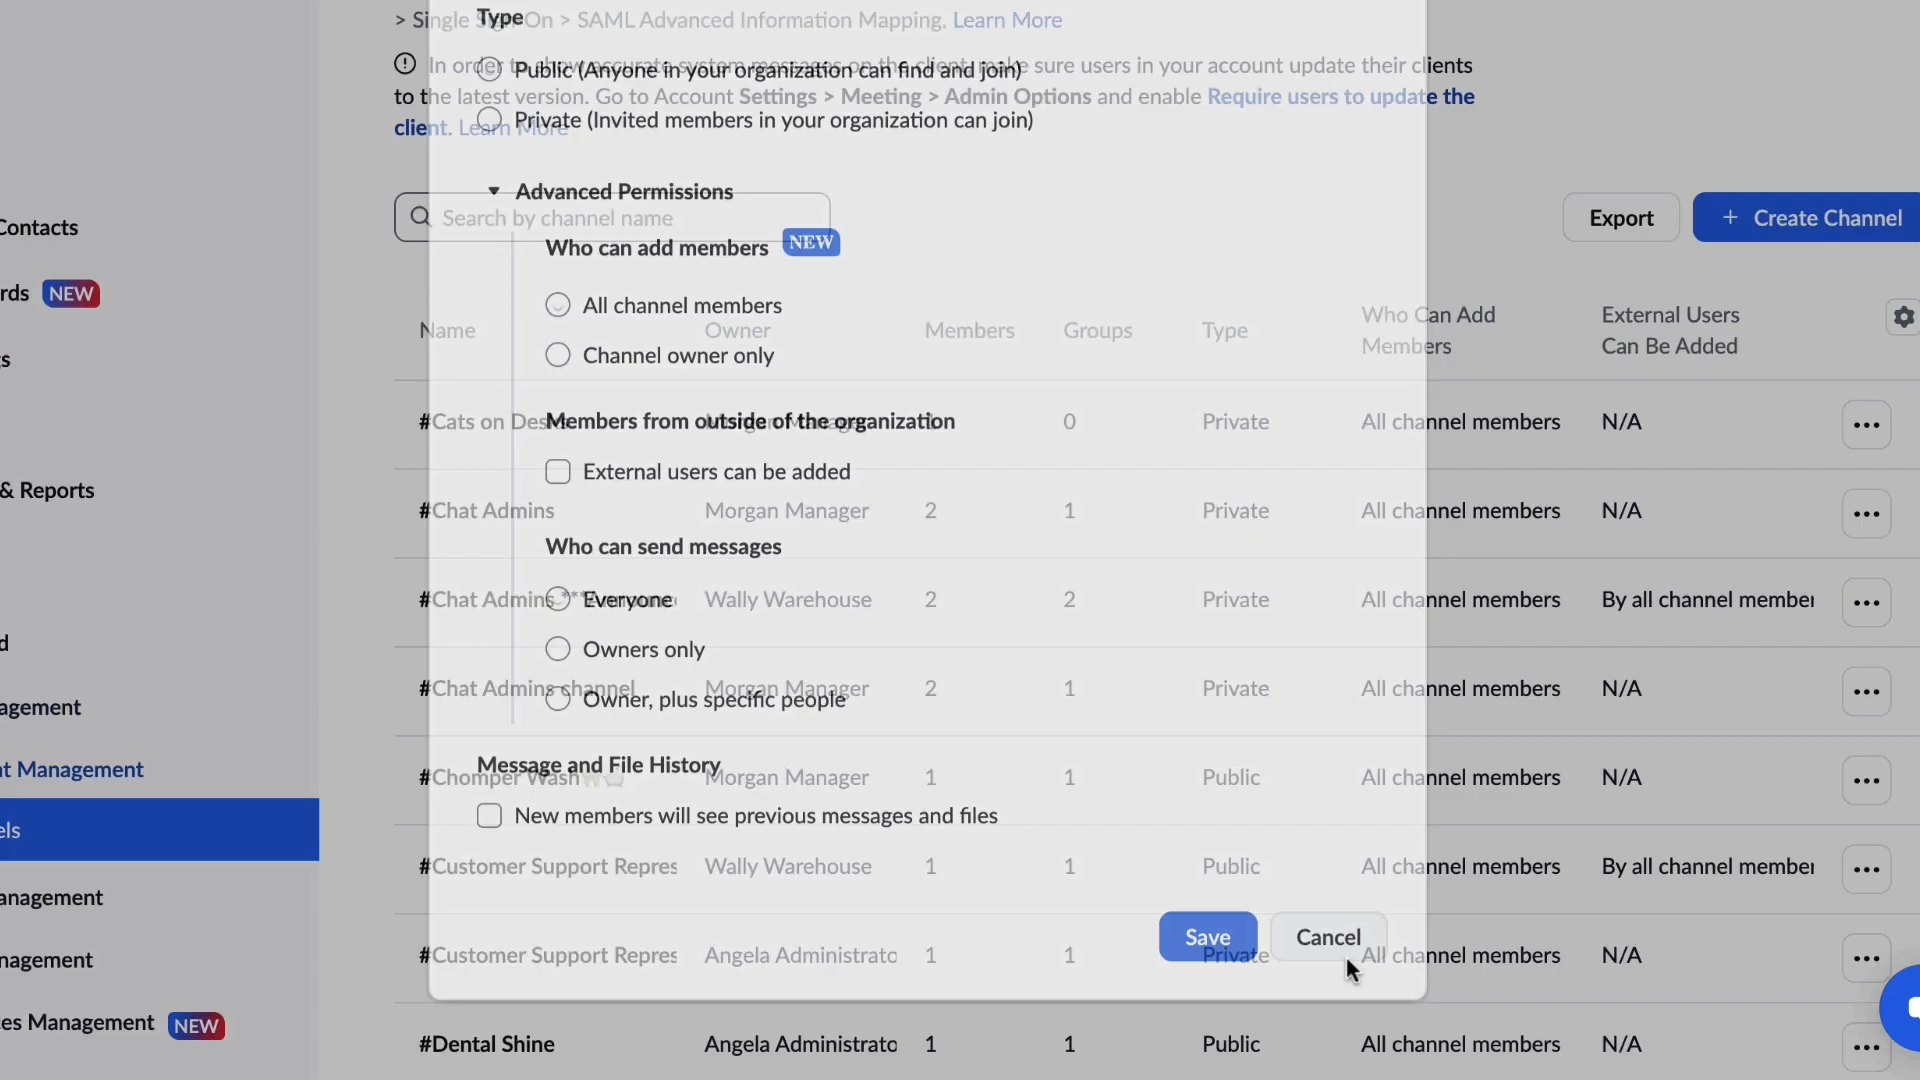 > Single Sign-On > SAML Advanced Information Mapping. Learn More
Type
In order to show accurate system messages on the client, make sure users in your account update their clients
to the latest version. Go to Account Settings > Meeting > Admin Options and enable Require users to update the
client. Learn More
Public (Anyone in your organization can find and join)
Private (Invited members in your organization can join)
Advanced Permissions
Search by channel name
Export
+ Create Channel
Who can add members NEW
All channel members
Channel owner only
Members from outside of the organization
External users can be added
Who can send messages
Everyone
Owners only
Owner, plus specific people
Message and File History
New members will see previous messages and files
Save
Cancel
Contacts
rds NEW
gs
& Reports
d
agement
nt Management
els
anagement
nagement
ces Management NEW
Name Owner Members Groups Type Who Can Add Members External Users Can Be Added
#Cats on Desks Morgan Manager 1 0 Private All channel members N/A
#Chat Admins Morgan Manager 2 1 Private All channel members N/A
#Chat Admins Wally Warehouse 2 2 Private All channel members By all channel member
#Chat Admins channel Morgan Manager 2 1 Private All channel members N/A
#Chomper Wash Morgan Manager 1 1 Public All channel members N/A
#Customer Support Repres Wally Warehouse 1 1 Public All channel members By all channel member
#Customer Support Repres Angela Administrato 1 1 Private All channel members N/A
#Dental Shine Angela Administrato 1 1 Public All channel members N/A